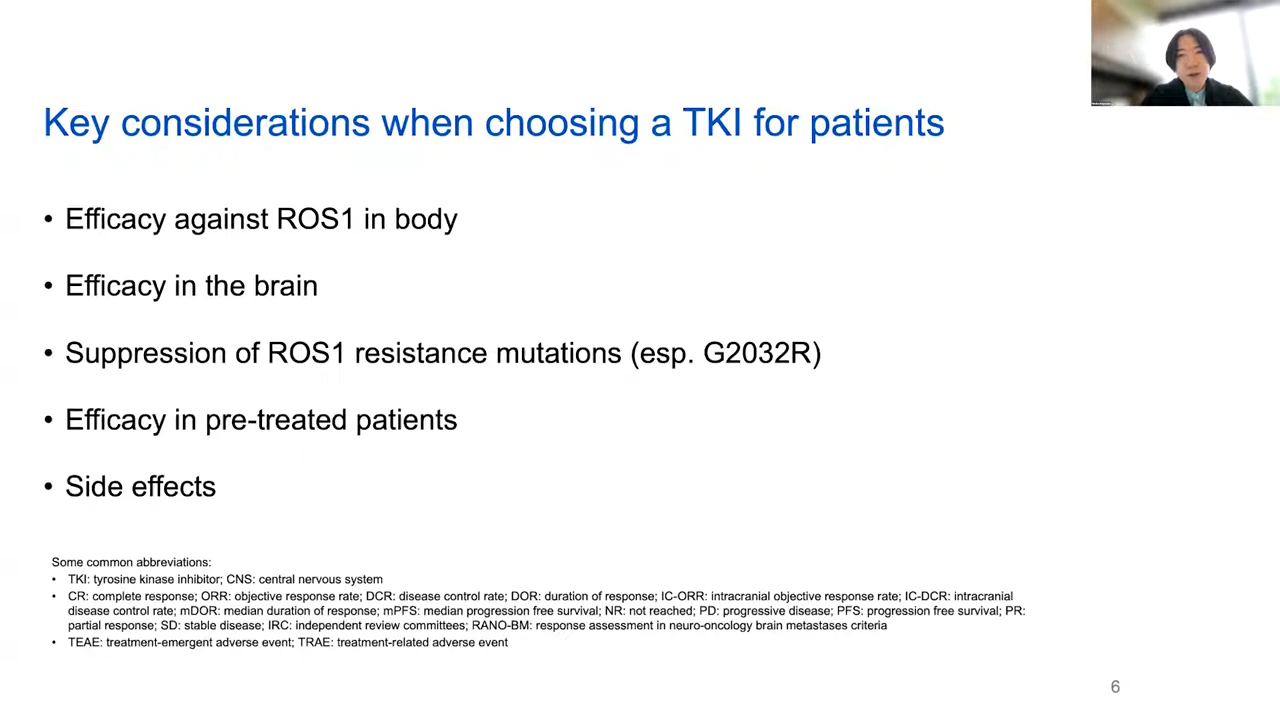 Key considerations when choosing a TKI for patients
• Efficacy against ROS1 in body
• Efficacy in the brain
• Suppression of ROS1 resistance mutations (esp. G2032R)
• Efficacy in pre-treated patients
• Side effects
Some common abbreviations:
• TKI: tyrosine kinase inhibitor; CNS: central nervous system
• CR: complete response; ORR: objective response rate; DCR: disease control rate; DOR: duration of response; IC-ORR: intracranial objective response rate; IC-DCR: intracranial
disease control rate; mDOR: median duration of response; mPFS: median progression free survival; NR: not reached; PD: progressive disease; PFS: progression free survival; PR:
partial response; SD: stable disease; IRC: independent review committees; RANO-BM: response assessment in neuro-oncology brain metastases criteria
• TEAE: treatment-emergent adverse event; TRAE: treatment-related adverse event
6